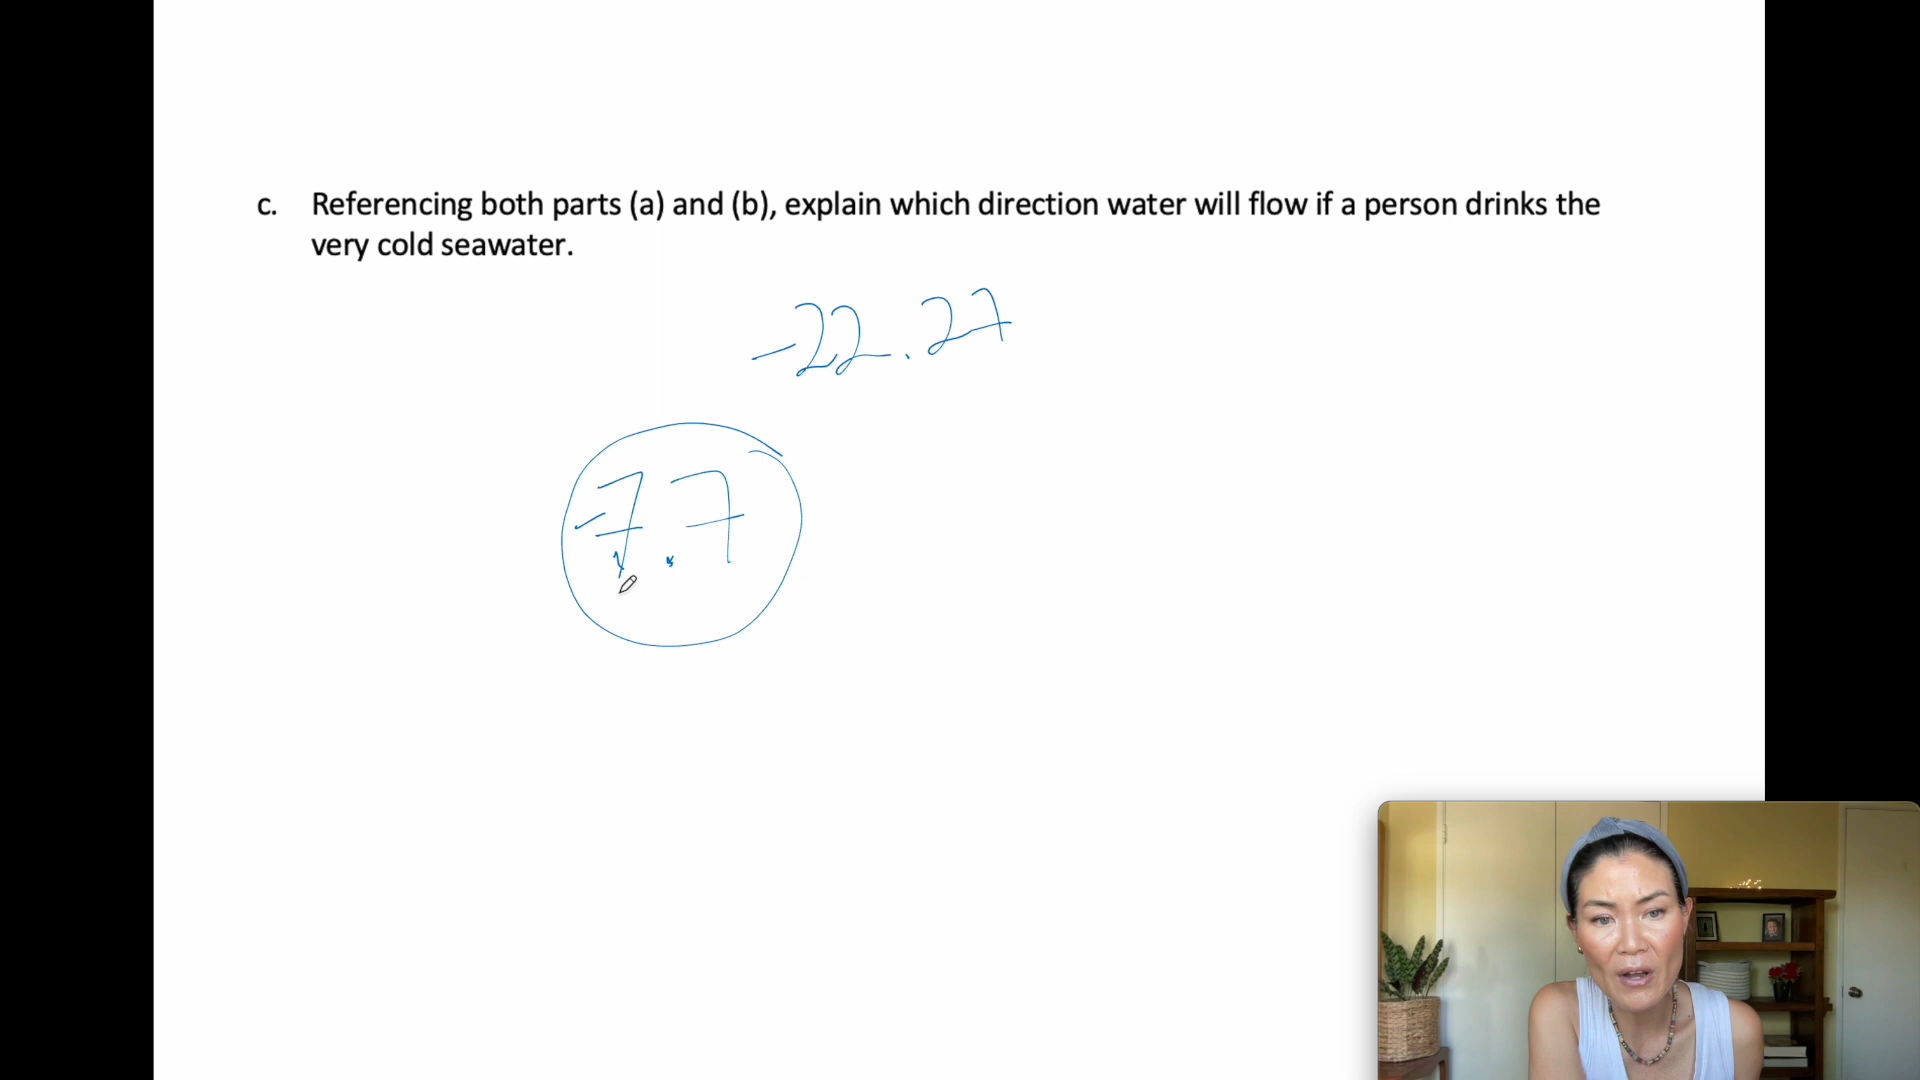 c. Referencing both parts (a) and (b), explain which direction water will flow if a person drinks the
very cold seawater.
-22.27
-7.7